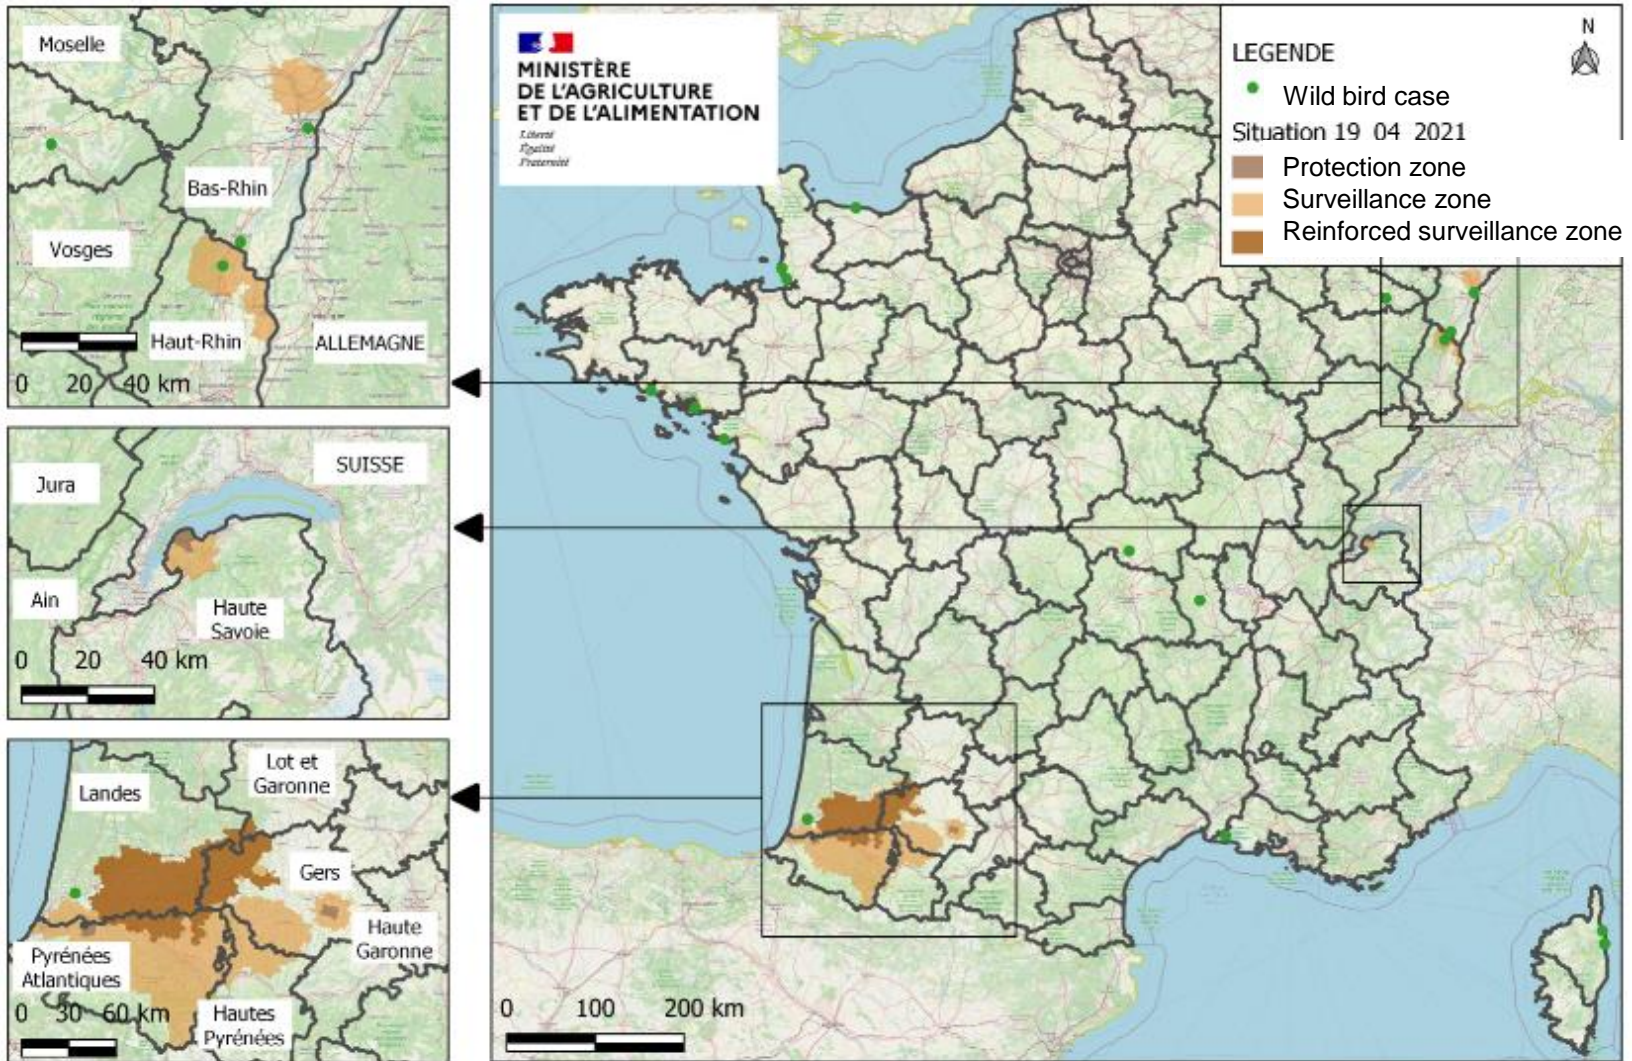 Moselle
Bas-Rhin
Vosges
Haut-Rhin
ALLEMAGNE
0 20 40 km
SUISSE
Jura
Ain
Haute
Savoie
0 20 40 km
Lot et
Garonne
Landes
Gers
Haute
Garonne
Pyrénées
Atlantiques
0 30 60 km
Hautes
Pyrénées
MINISTÈRE
DE L'AGRICULTURE
ET DE L'ALIMENTATION
Liberté
Égalité
Fraternité
N
LEGENDE
Wild bird case
Situation 19 04 2021
Protection zone
Surveillance zone
Reinforced surveillance zone
0 100 200 km